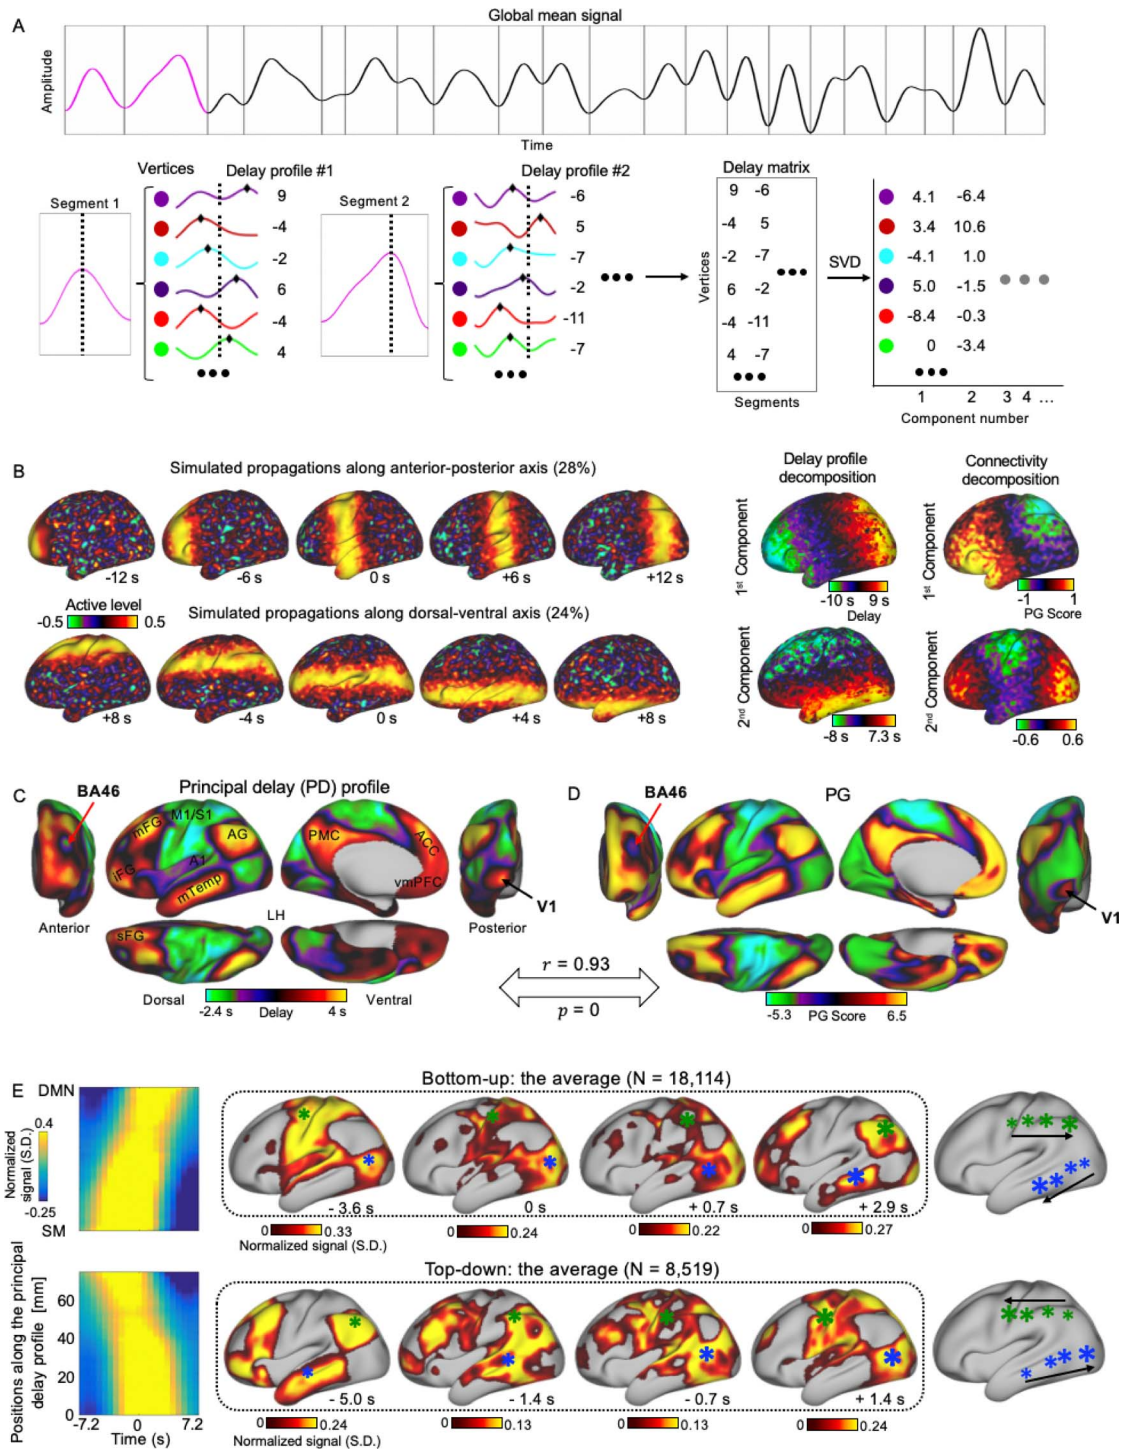 A
Global mean signal
Amplitude
Time
Vertices
Delay profile #1
Delay profile #2
Delay matrix
Segment 1
Segment 2
9
-4
-2
6
-4
4
-6
5
-7
-2
-11
-7
Vertices
9 -6
-4 5
-2 -7
6 -2
-4 -11
4 -7
Segments
SVD
4.1 -6.4
3.4 10.6
-4.1 1.0
5.0 -1.5
-8.4 -0.3
0 -3.4
1 2 3 4 ...
Component number
B
Simulated propagations along anterior-posterior axis (28%)
-12 s
-6 s
0 s
+6 s
+12 s
Active level
-0.5 0.5
Simulated propagations along dorsal-ventral axis (24%)
+8 s
-4 s
0 s
+4 s
+8 s
Delay profile
decomposition
Connectivity
decomposition
1st Component
-10 s 9 s
Delay
1st Component
-1 1
PG Score
2nd Component
-8 s 7.3 s
2nd Component
-0.6 0.6
C
Principal delay (PD) profile
BA46
mFG
M1/S1
AG
iFG
A1
mTemp
PMC
ACC
vmPFC
V1
Anterior
LH
Posterior
sFG
Dorsal
Ventral
-2.4 s Delay 4 s
r = 0.93
p = 0
D
PG
BA46
V1
-5.3 PG Score 6.5
E
DMN
0.4
Normalized
signal (S.D.)
-0.25
SM
Bottom-up: the average (N = 18,114)
- 3.6 s
0 s
+ 0.7 s
+ 2.9 s
0 0.33
0 0.24
0 0.22
0 0.27
Normalized signal (S.D.)
Positions along the principal
delay profile [mm]
60
40
20
0
-7.2 0 7.2
Time (s)
Top-down: the average (N = 8,519)
- 5.0 s
- 1.4 s
- 0.7 s
+ 1.4 s
0 0.24
0 0.13
0 0.13
0 0.24
Normalized signal (S.D.)